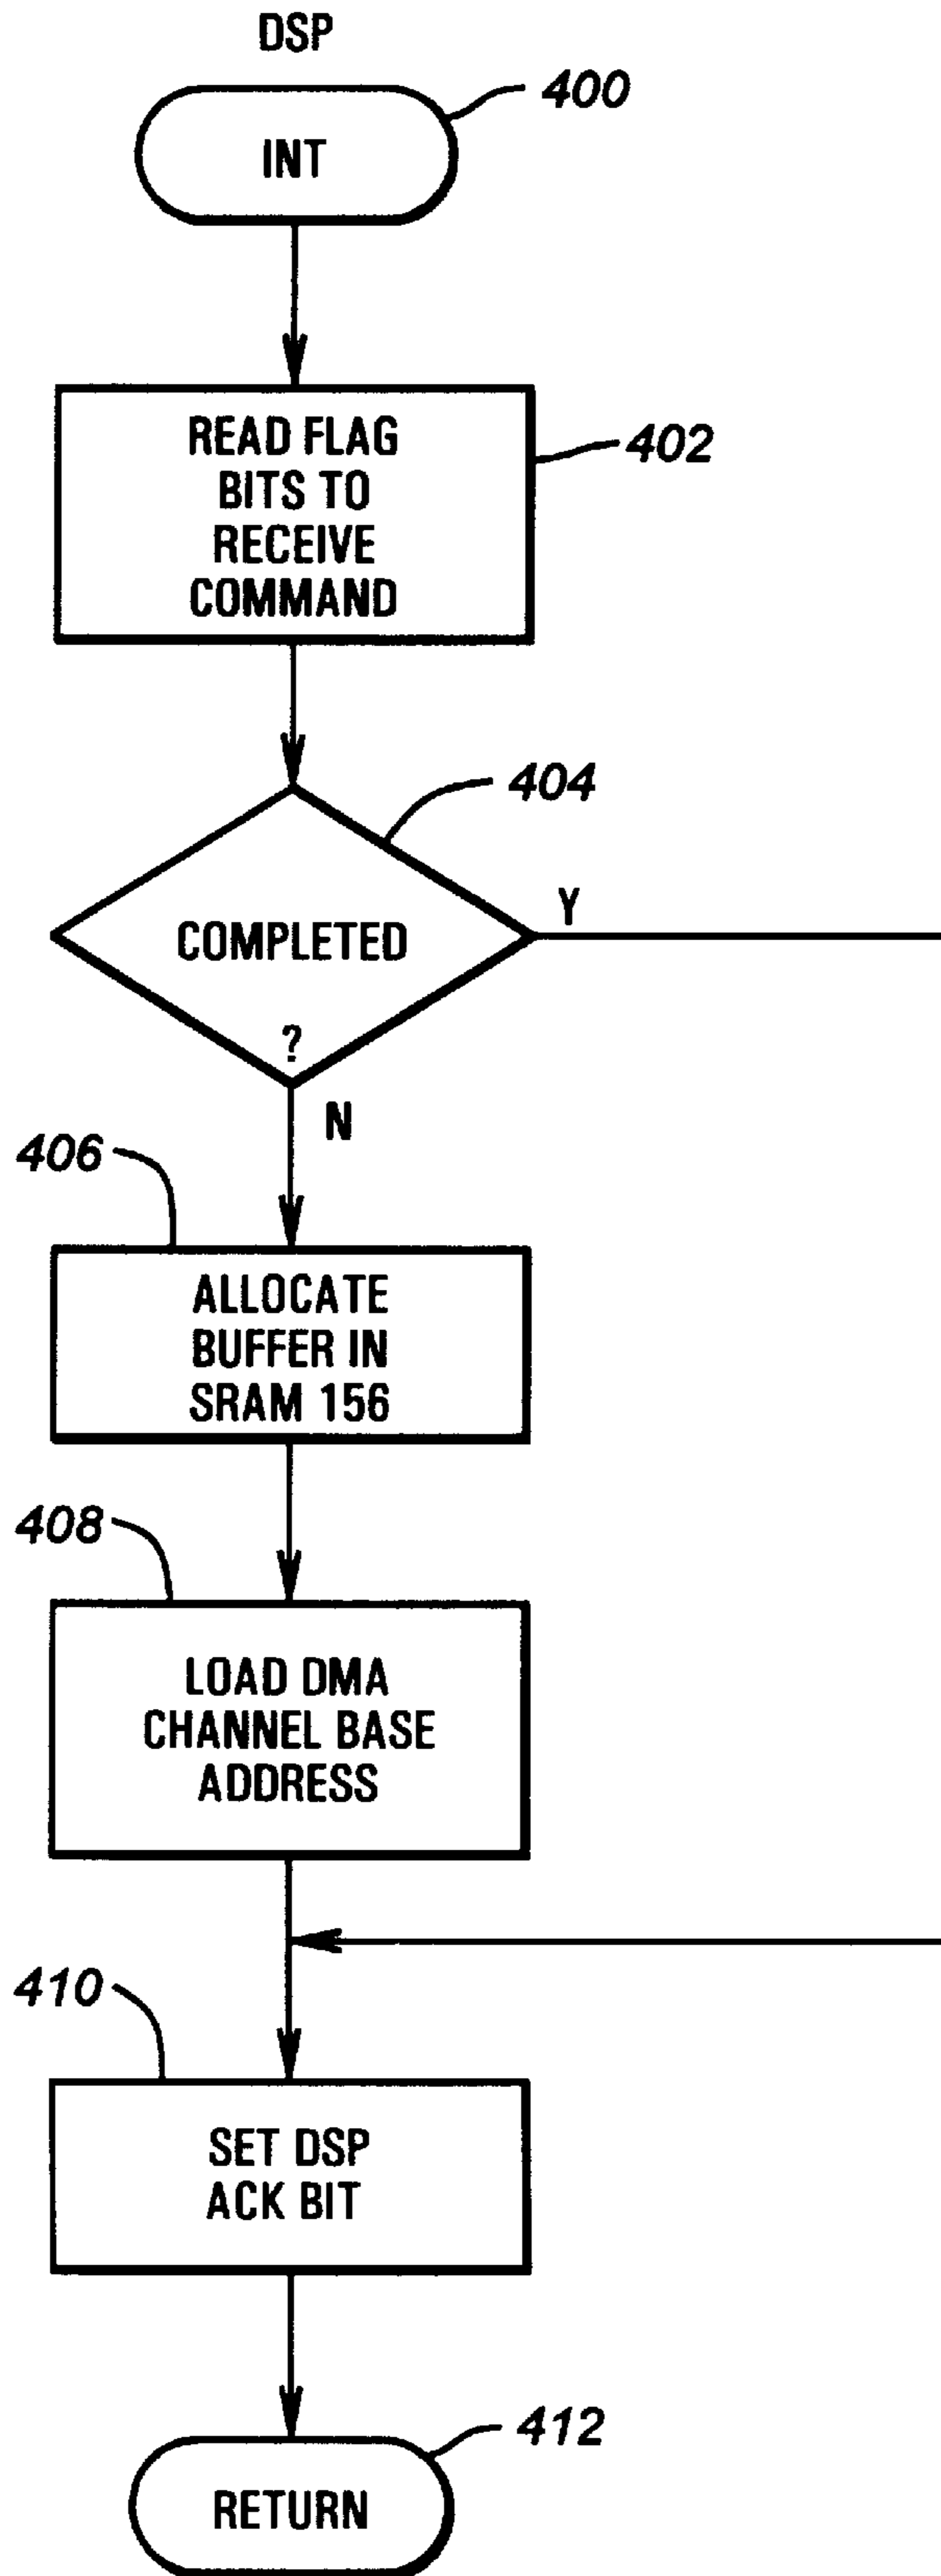 DSP
400
INT
READ FLAG
BITS TO
RECEIVE
COMMAND
402
404
COMPLETED
?
Y
N
406
ALLOCATE
BUFFER IN
SRAM 156
408
LOAD DMA
CHANNEL BASE
ADDRESS
410
SET DSP
ACK BIT
412
RETURN